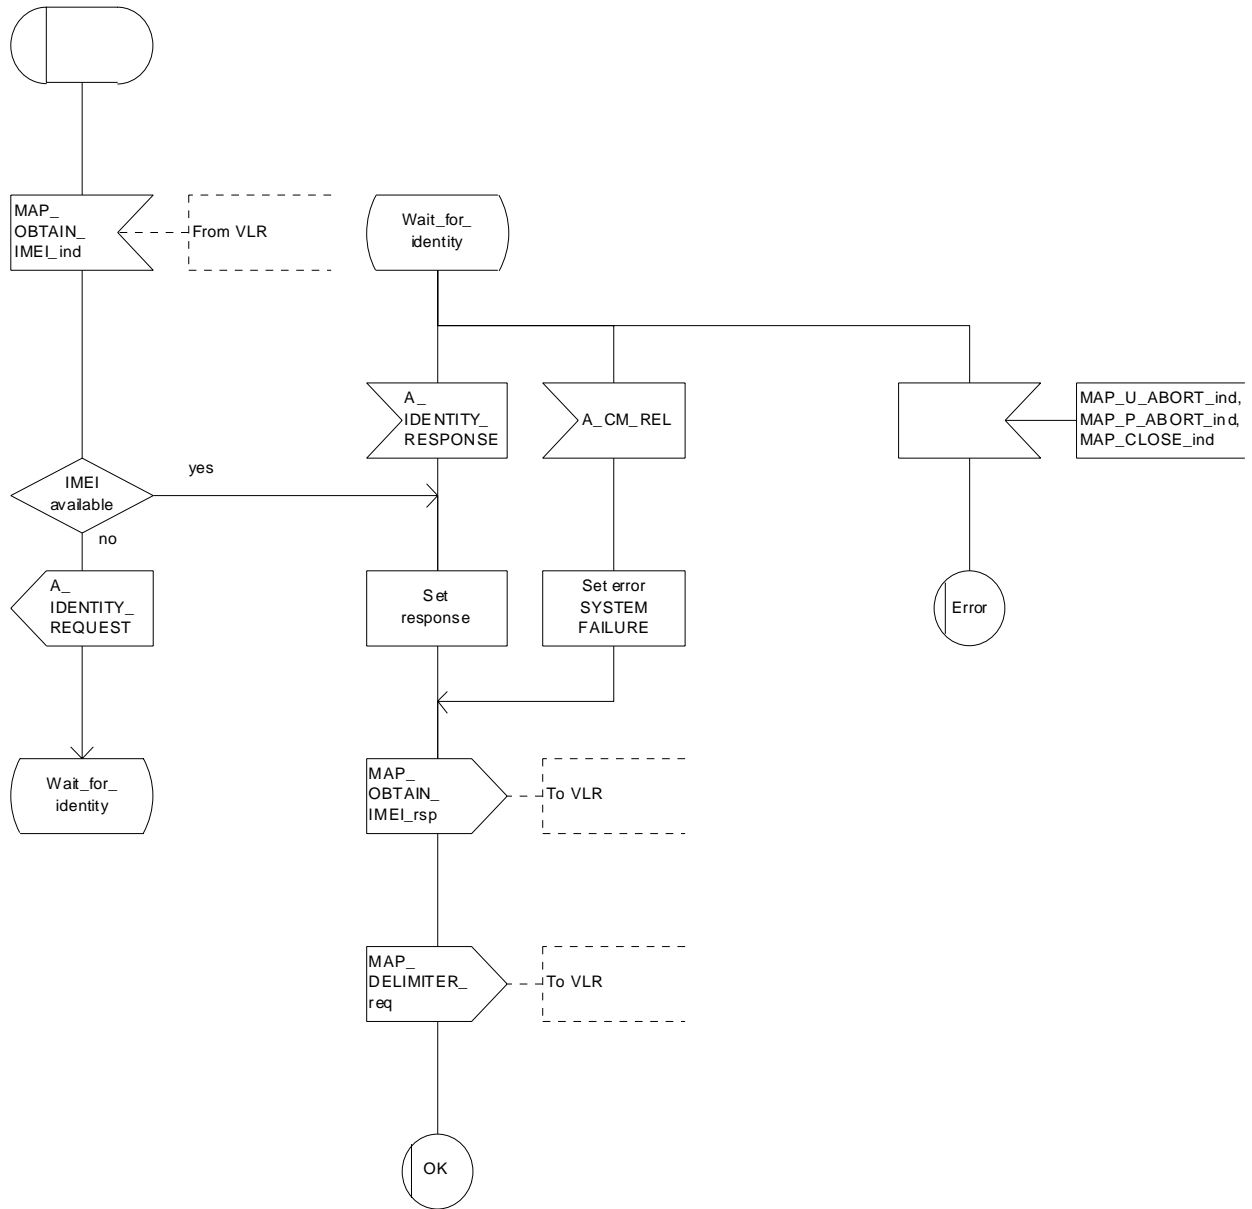 MAP_
OBTAIN_
IMEI_ind
From VLR
Wait_for_
identity
A_
IDENTITY_
RESPONSE
A_CM_REL
MAP_U_ABORT_ind,
MAP_P_ABORT_ind,
MAP_CLOSE_ind
IMEI
available
yes
no
A_
IDENTITY_
REQUEST
Set
response
Set error
SYSTEM
FAILURE
Error
Wait_for_
identity
MAP_
OBTAIN_
IMEI_rsp
To VLR
MAP_
DELIMITER_
req
To VLR
OK